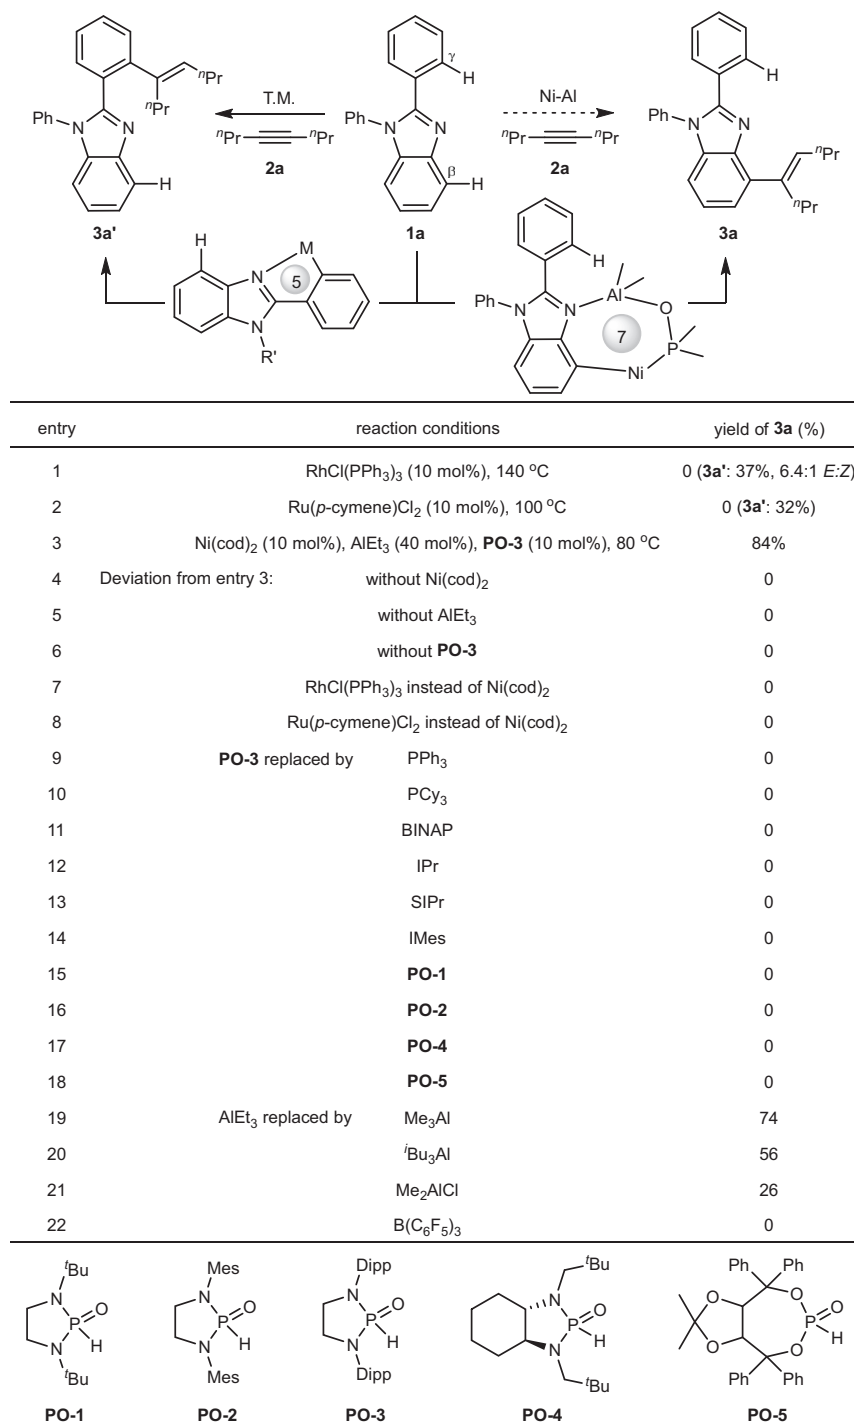 Ph N N H
ⁿPr
ⁿPr
3a'
T.M.
ⁿPr ⁿPr
2a
γ
H
Ph N N
β
H
1a
Ni-Al
ⁿPr ⁿPr
2a
H
Ph N N
ⁿPr
ⁿPr
3a
H
M
N
5
N
R'
H
Ph N N Al O
7
P
Ni
entry reaction conditions yield of 3a (%)
1 RhCl(PPh₃)₃ (10 mol%), 140 °C 0 (3a': 37%, 6.4:1 E:Z)
2 Ru(p-cymene)Cl₂ (10 mol%), 100 °C 0 (3a': 32%)
3 Ni(cod)₂ (10 mol%), AlEt₃ (40 mol%), PO-3 (10 mol%), 80 °C 84%
4 Deviation from entry 3: without Ni(cod)₂ 0
5 without AlEt₃ 0
6 without PO-3 0
7 RhCl(PPh₃)₃ instead of Ni(cod)₂ 0
8 Ru(p-cymene)Cl₂ instead of Ni(cod)₂ 0
9 PO-3 replaced by PPh₃ 0
10 PCy₃ 0
11 BINAP 0
12 IPr 0
13 SIPr 0
14 IMes 0
15 PO-1 0
16 PO-2 0
17 PO-4 0
18 PO-5 0
19 AlEt₃ replaced by Me₃Al 74
20 ⁱBu₃Al 56
21 Me₂AlCl 26
22 B(C₆F₅)₃ 0
ᵗBu
N
P O
H
N
ᵗBu
PO-1
Mes
N
P O
H
N
Mes
PO-2
Dipp
N
P O
H
N
Dipp
PO-3
ᵗBu
N
P O
H
N
ᵗBu
PO-4
Ph Ph
O O
P O
H
O O
Ph Ph
PO-5